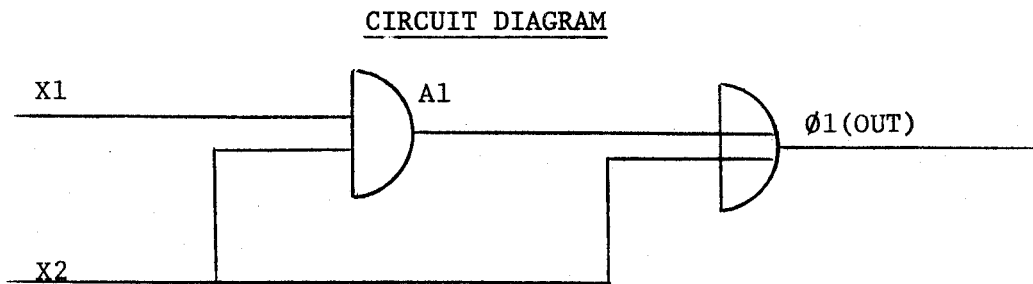 CIRCUIT DIAGRAM
X1
A1
Ø1(OUT)
X2